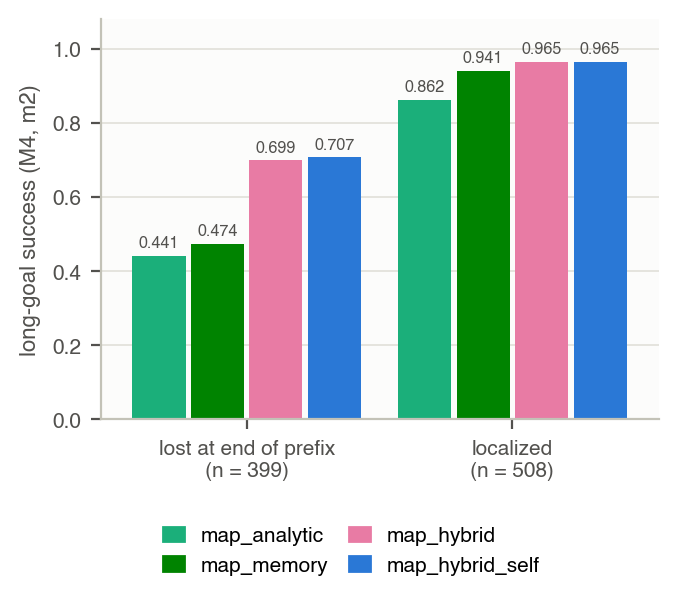 long-goal success (M4, m2)
1.0
0.8
0.6
0.4
0.2
0.0
0.441
0.474
0.699
0.707
0.862
0.941
0.965
0.965
lost at end of prefix
(n = 399)
localized
(n = 508)
map_analytic
map_memory
map_hybrid
map_hybrid_self